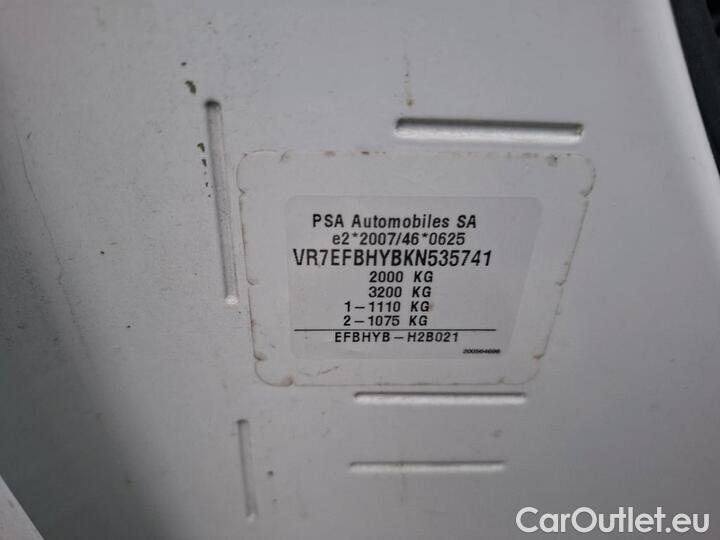 PSA Automobiles SA
e2*2007/46*0625
VR7EFBHYBKN535741
2000 KG
3200 KG
1-1110 KG
2-1075 KG
EFBHYB-H2B021
200564696
CarOutlet.eu